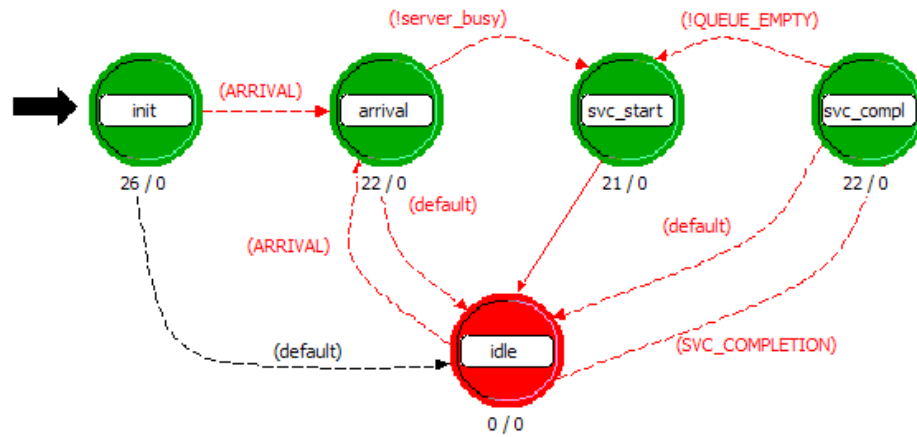 (!server_busy)
(!QUEUE_EMPTY)
(ARRIVAL)
init
arrival
svc_start
svc_compl
26 / 0
22 / 0
21 / 0
22 / 0
(default)
(default)
(ARRIVAL)
(default)
idle
(SVC_COMPLETION)
0 / 0